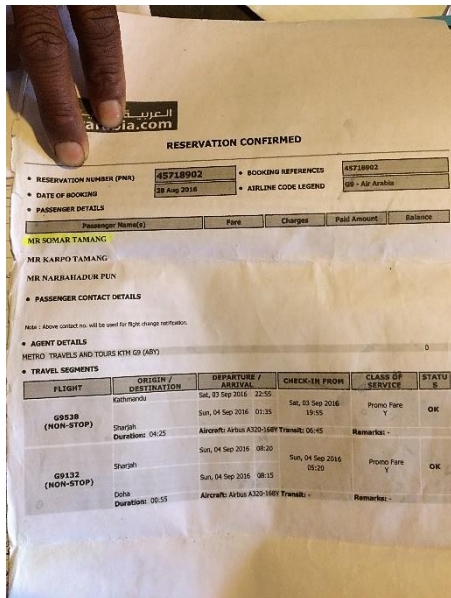 العربية
arabia.com
RESERVATION CONFIRMED
• RESERVATION NUMBER (PNR) 45718902 • BOOKING REFERENCES 45718902
• DATE OF BOOKING 28 Aug 2016 • AIRLINE CODE LEGEND G9 - Air Arabia
• PASSENGER DETAILS
Passenger Name(s) Fare Charges Paid Amount Balance
MR SOMAR TAMANG
MR KARPO TAMANG
MR NARBAHADUR PUN
• PASSENGER CONTACT DETAILS
Note : Above contact no. will be used for flight change notification.
• AGENT DETAILS
METRO TRAVELS AND TOURS KTM G9 (ABY) 0
• TRAVEL SEGMENTS
FLIGHT ORIGIN / DESTINATION DEPARTURE / ARRIVAL CHECK-IN FROM CLASS OF SERVICE STATUS
G9538 (NON-STOP) Kathmandu Sat, 03 Sep 2016 22:55 Sat, 03 Sep 2016 19:55 Promo Fare Y OK
Sharjah Sun, 04 Sep 2016 01:35
Duration: 04:25 Aircraft: Airbus A320-168Y Transit: 06:45 Remarks: -
G9132 (NON-STOP) Sharjah Sun, 04 Sep 2016 08:20 Sun, 04 Sep 2016 05:20 Promo Fare Y OK
Doha Sun, 04 Sep 2016 08:15
Duration: 00:55 Aircraft: Airbus A320-168Y Transit: - Remarks: -